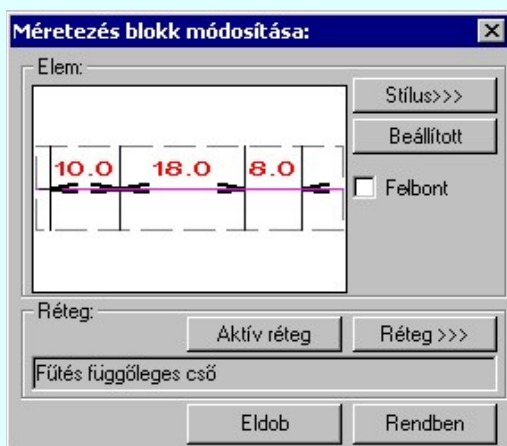 Méretezés blokk módosítása:
Elem:
Stílus>>>
Beállított
10.0 18.0 8.0
Felbont
Réteg:
Aktív réteg
Réteg >>>
Fűtés függőleges cső
Eldob
Rendben